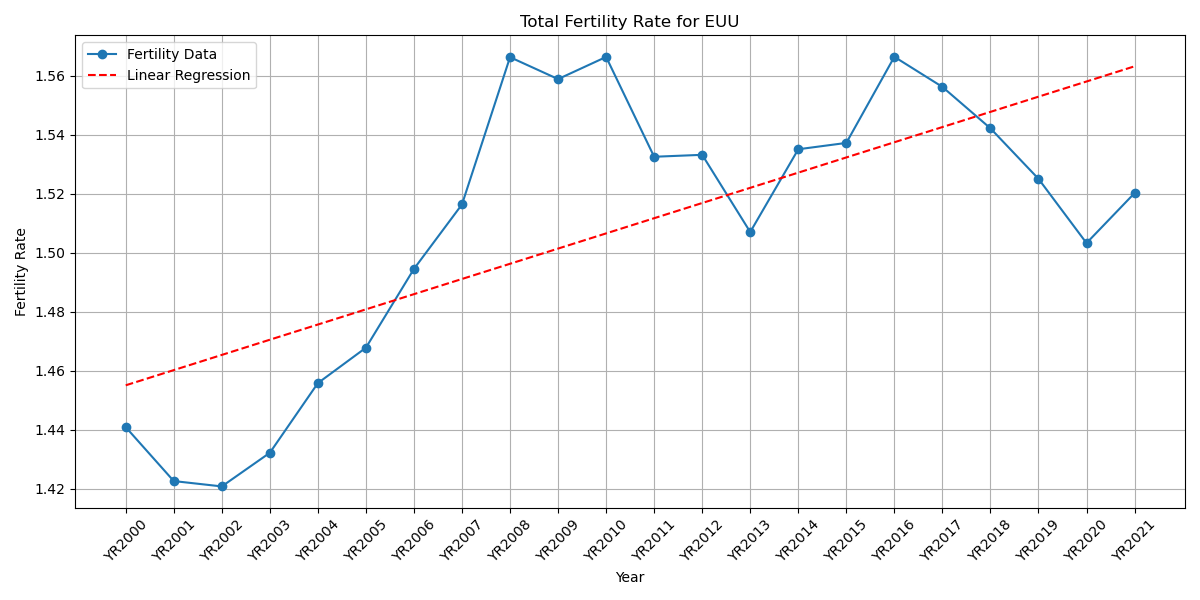 Total Fertility Rate for EUU
Fertility Data
Linear Regression
Fertility Rate
1.56
1.54
1.52
1.50
1.48
1.46
1.44
1.42
YR2000
YR2001
YR2002
YR2003
YR2004
YR2005
YR2006
YR2007
YR2008
YR2009
YR2010
YR2011
YR2012
YR2013
YR2014
YR2015
YR2016
YR2017
YR2018
YR2019
YR2020
YR2021
Year